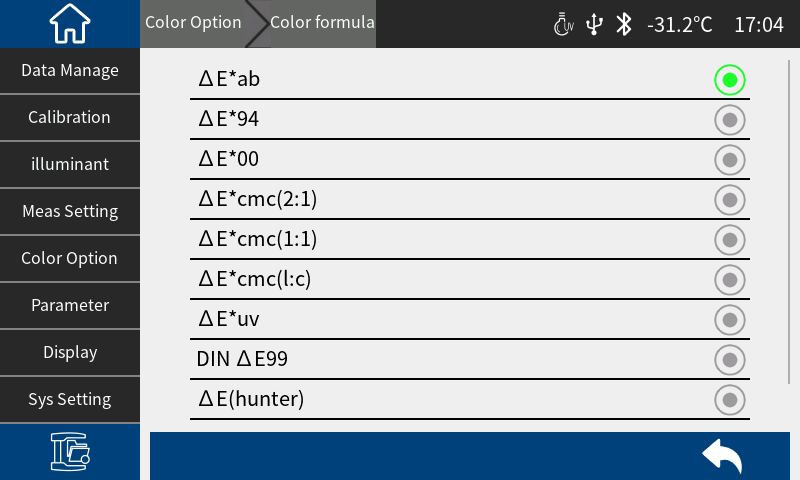 Color Option
Color formula
UV
-31.2°C
17:04
Data Manage
Calibration
illuminant
Meas Setting
Color Option
Parameter
Display
Sys Setting
ΔE*ab
ΔE*94
ΔE*00
ΔE*cmc(2:1)
ΔE*cmc(1:1)
ΔE*cmc(l:c)
ΔE*uv
DIN ΔE99
ΔE(hunter)